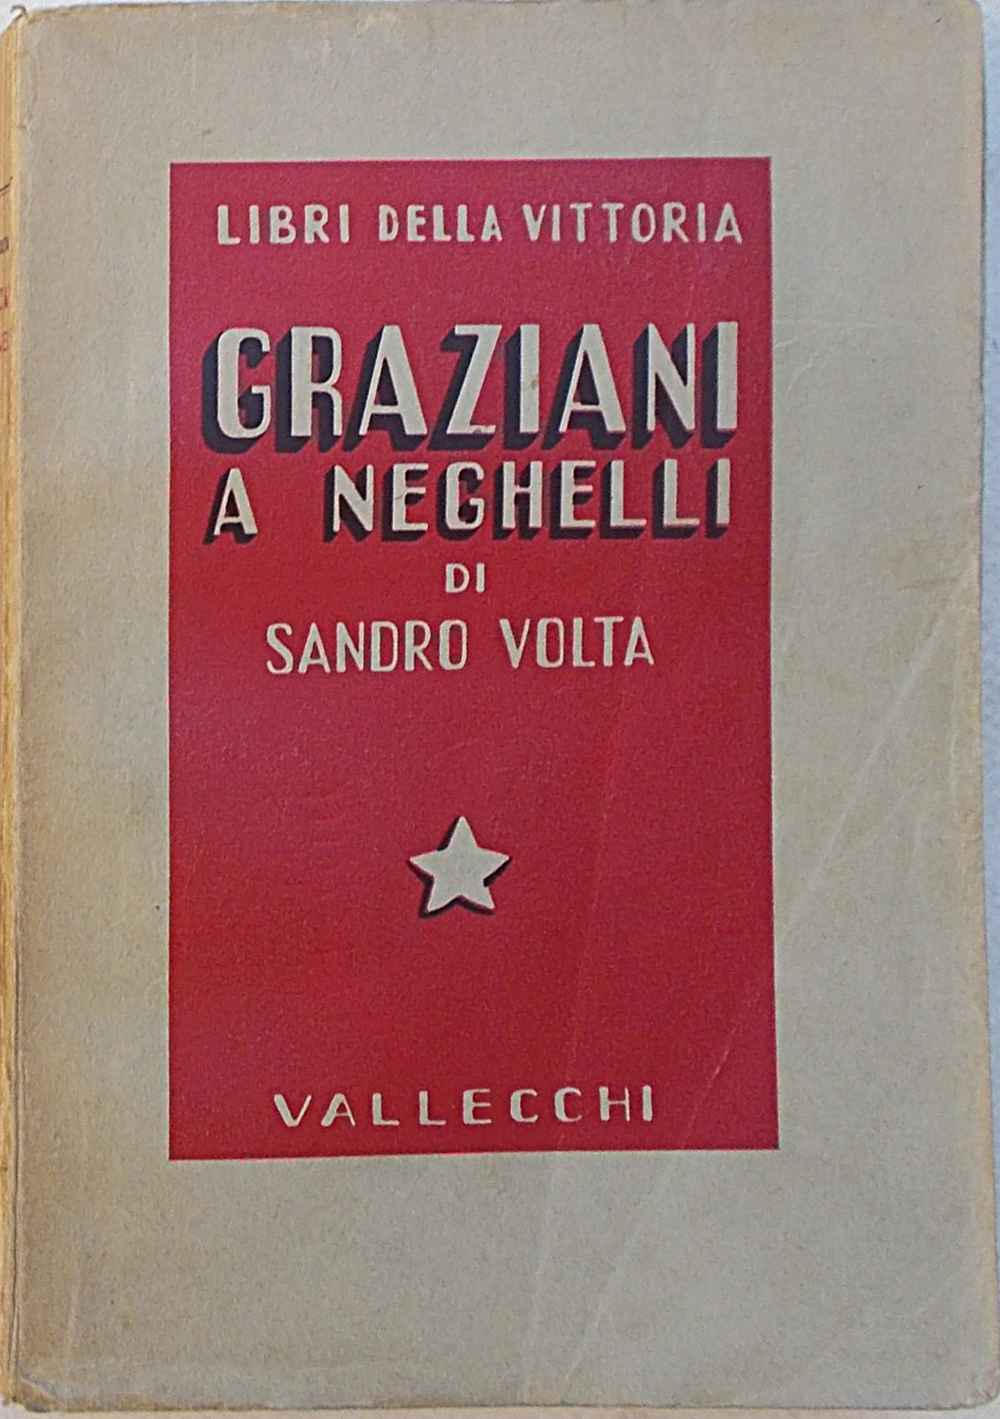 LIBRI DELLA VITTORIA
GRAZIANI
A NEGHELLI
DI
SANDRO VOLTA
VALLECCHI